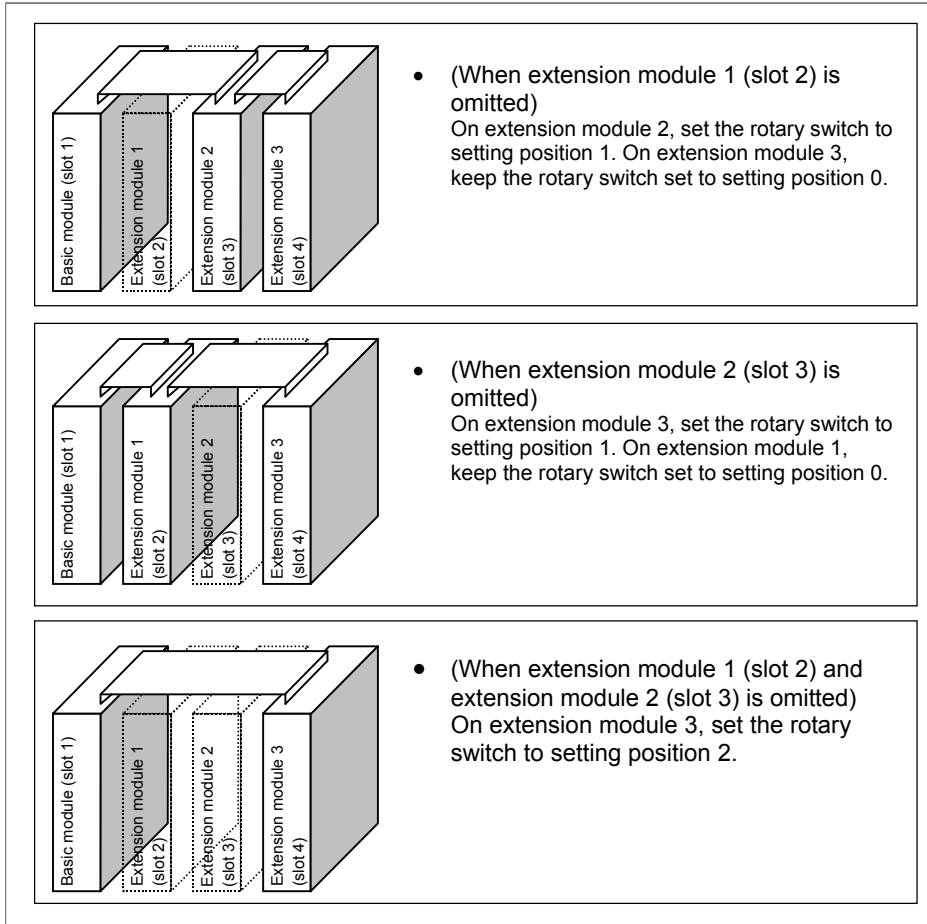 Basic module (slot 1)
Extension module 1
(slot 2)
Extension module 2
(slot 3)
Extension module 3
(slot 4)
• (When extension module 1 (slot 2) is
omitted)
On extension module 2, set the rotary switch to
setting position 1. On extension module 3,
keep the rotary switch set to setting position 0.
Basic module (slot 1)
Extension module 1
(slot 2)
Extension module 2
(slot 3)
Extension module 3
(slot 4)
• (When extension module 2 (slot 3) is
omitted)
On extension module 3, set the rotary switch to
setting position 1. On extension module 1,
keep the rotary switch set to setting position 0.
Basic module (slot 1)
Extension module 1
(slot 2)
Extension module 2
(slot 3)
Extension module 3
(slot 4)
• (When extension module 1 (slot 2) and
extension module 2 (slot 3) is omitted)
On extension module 3, set the rotary
switch to setting position 2.